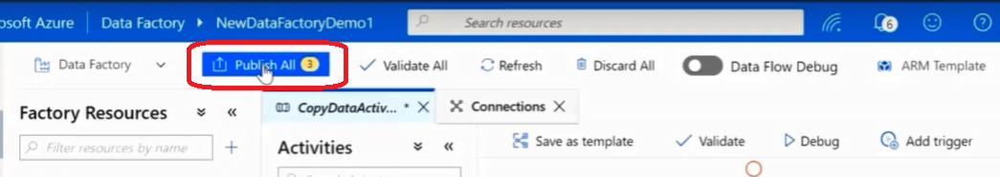 osoft Azure Data Factory NewDataFactoryDemo1 Search resources 6
Data Factory Publish All 3 Validate All Refresh Discard All Data Flow Debug ARM Template
Factory Resources CopyDataActiv... * Connections
Filter resources by name Activities Save as template Validate Debug Add trigger